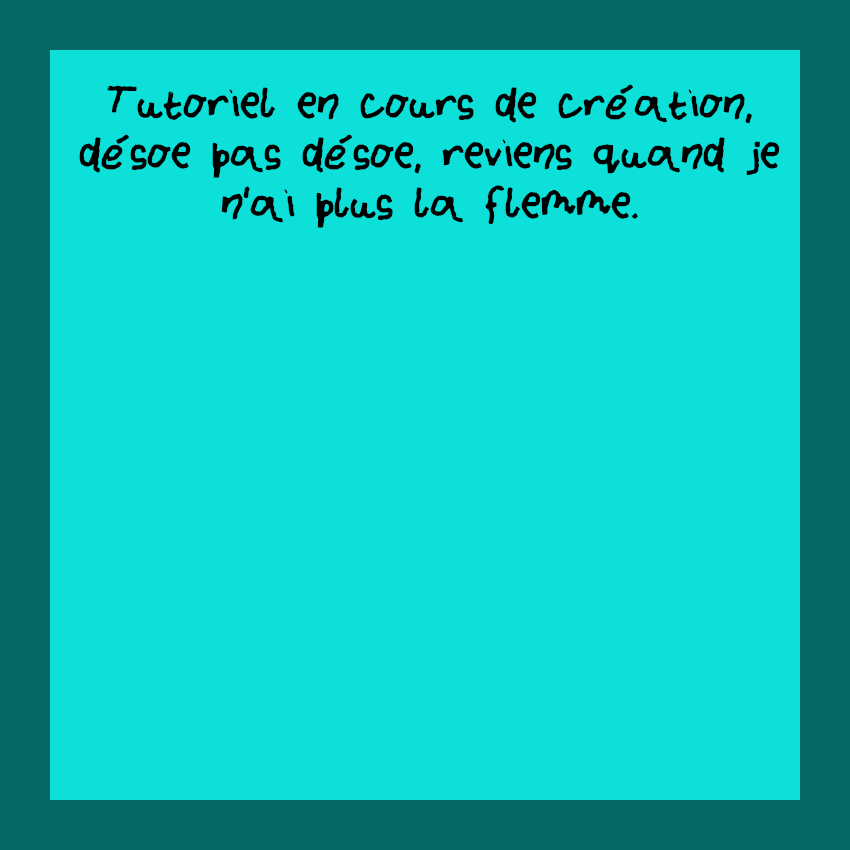 Tutoriel en cours de création,
désoe pas désoe, reviens quand je
n'ai plus la flemme.